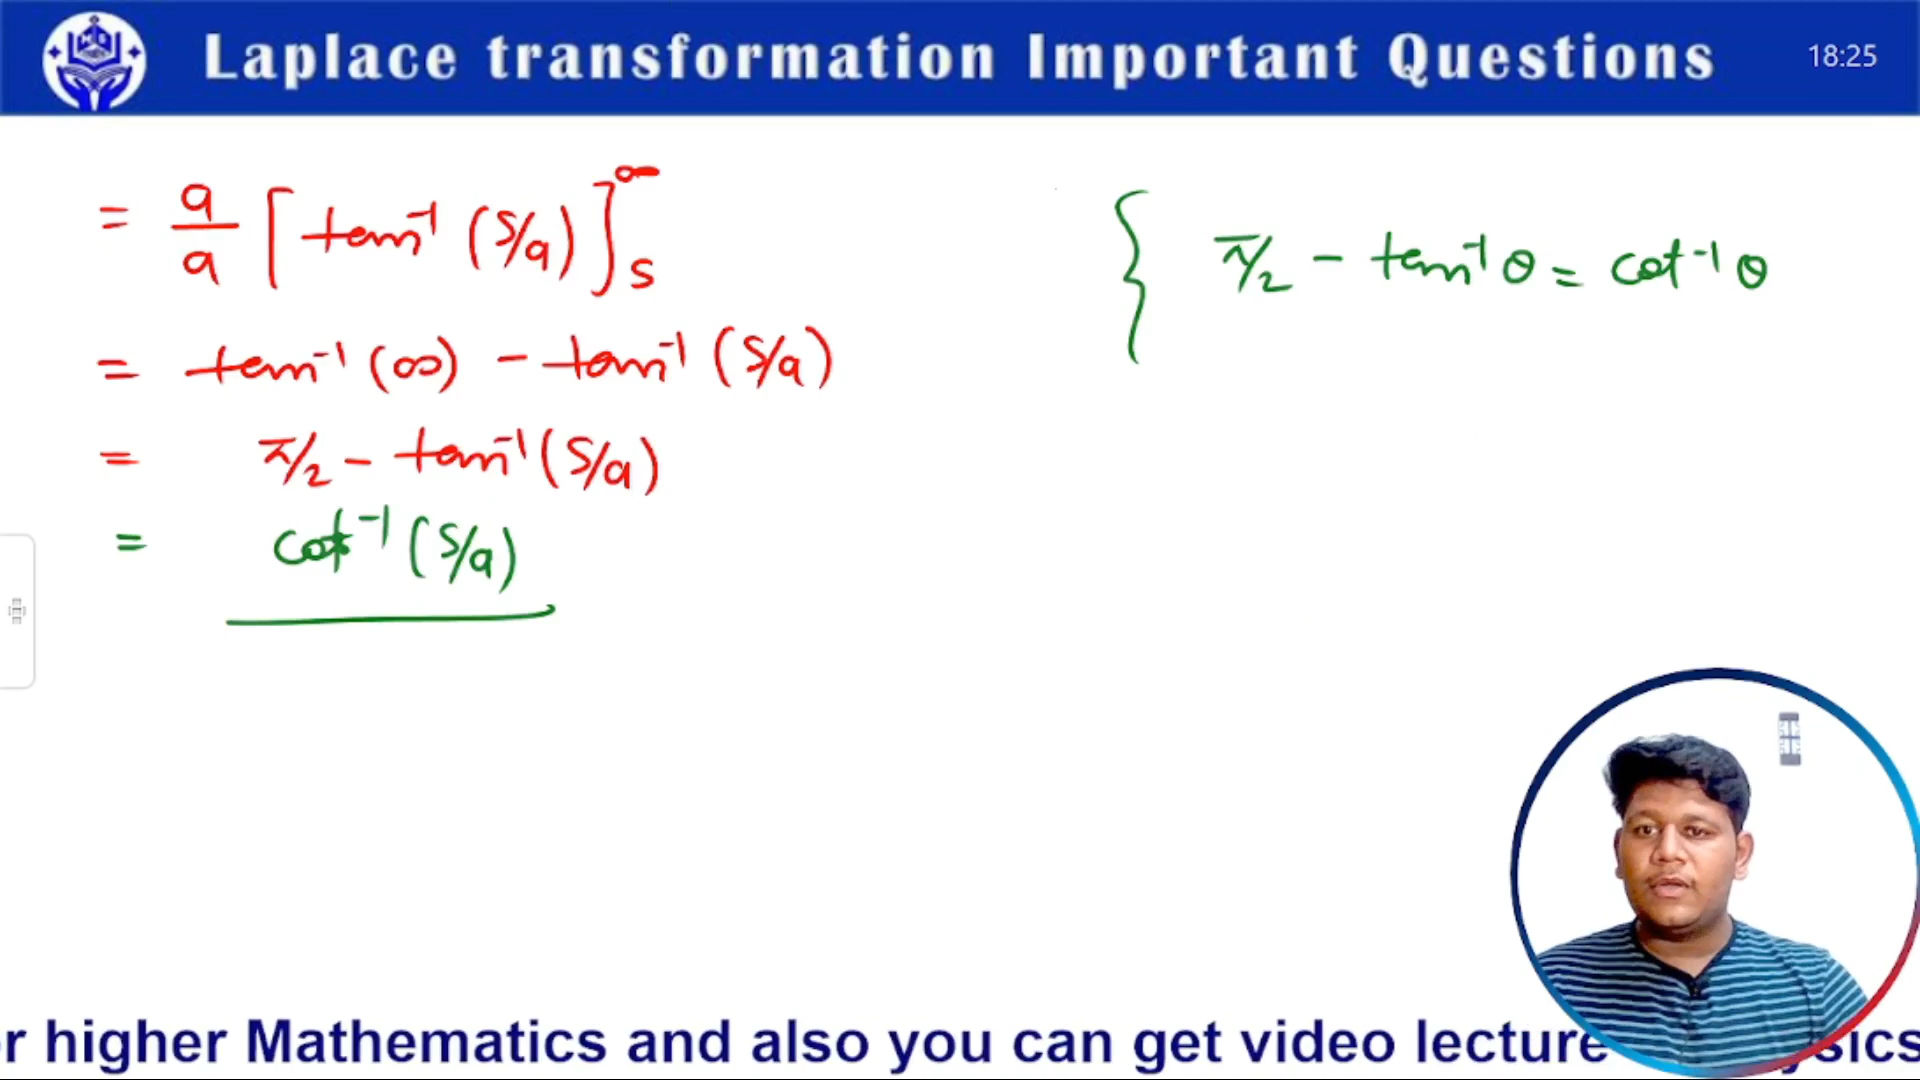 Laplace transformation Important Questions
18:25
= a/a [tan⁻¹ (s/a)]ₛ^∞
{ π/2 - tan⁻¹ θ = cot⁻¹ θ
= tan⁻¹ (∞) - tan⁻¹ (s/a)
= π/2 - tan⁻¹ (s/a)
= cot⁻¹ (s/a)
r higher Mathematics and also you can get video lecture sics